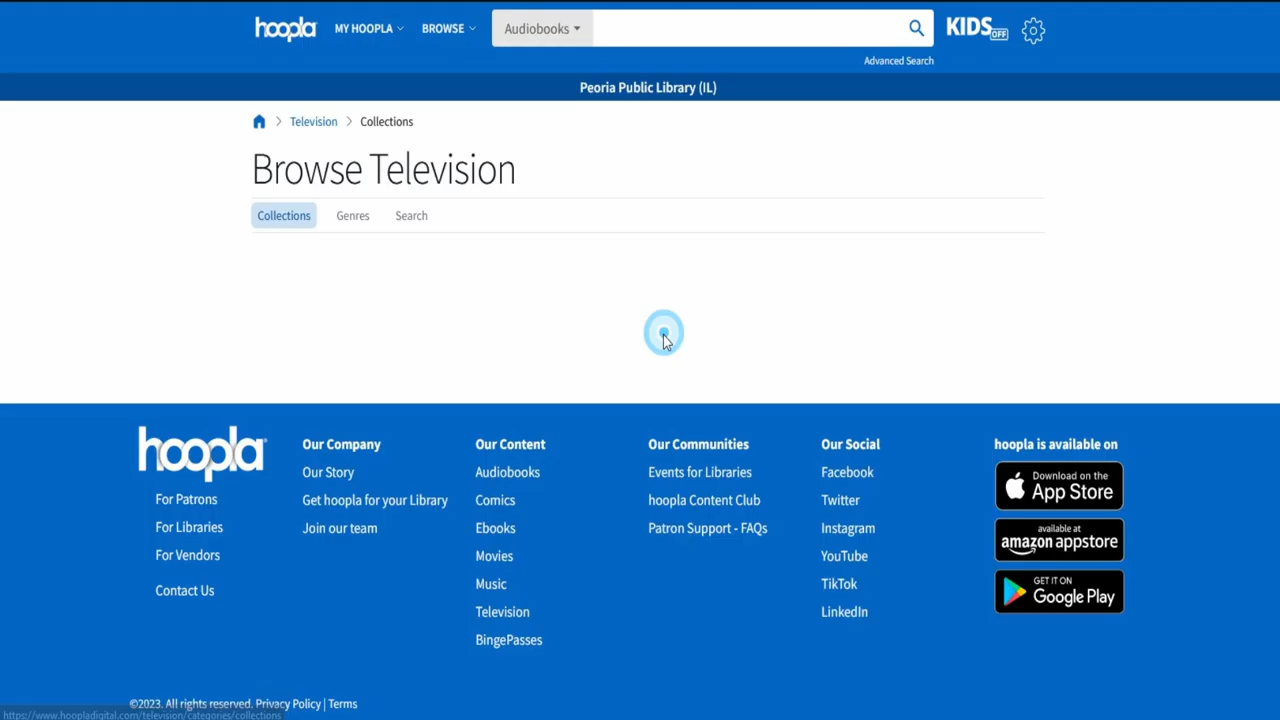 hoopla MY HOOPLA BROWSE Audiobooks KIDS OFF
Advanced Search
Peoria Public Library (IL)
Television Collections
Browse Television
Collections Genres Search
hoopla
For Patrons
For Libraries
For Vendors
Contact Us
Our Company
Our Story
Get hoopla for your Library
Join our team
Our Content
Audiobooks
Comics
Ebooks
Movies
Music
Television
BingePasses
Our Communities
Events for Libraries
hoopla Content Club
Patron Support - FAQs
Our Social
Facebook
Twitter
Instagram
YouTube
TikTok
LinkedIn
hoopla is available on
Download on the
App Store
available at
amazon appstore
GET IT ON
Google Play
©2023. All rights reserved. Privacy Policy | Terms
https://www.hoopladigital.com/television/categories/collections